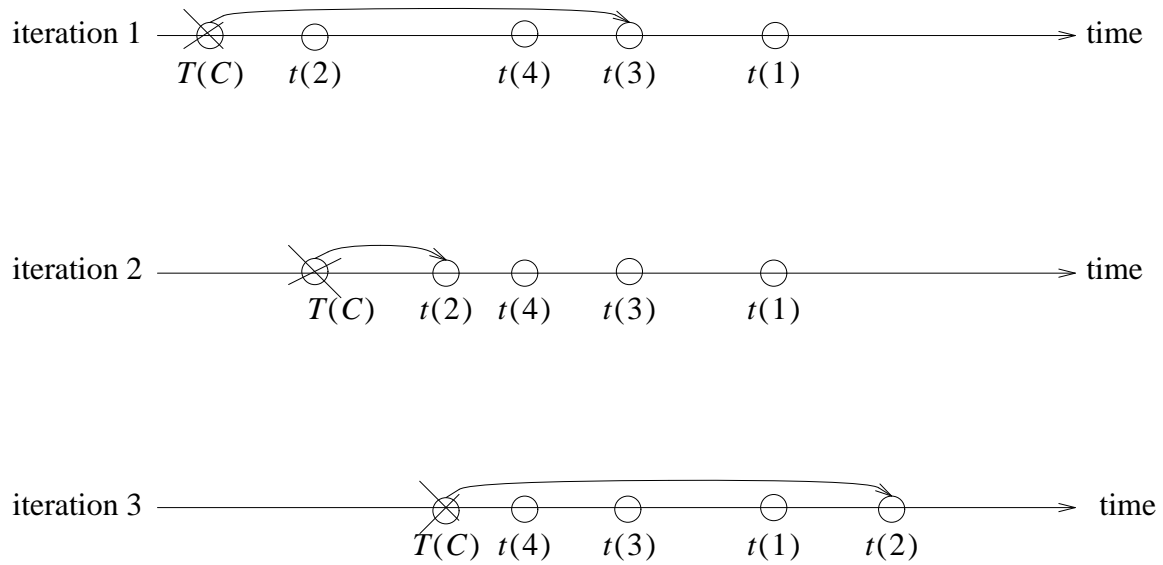 iteration 1 time
T(C) t(2) t(4) t(3) t(1)
iteration 2 time
T(C) t(2) t(4) t(3) t(1)
iteration 3 time
T(C) t(4) t(3) t(1) t(2)